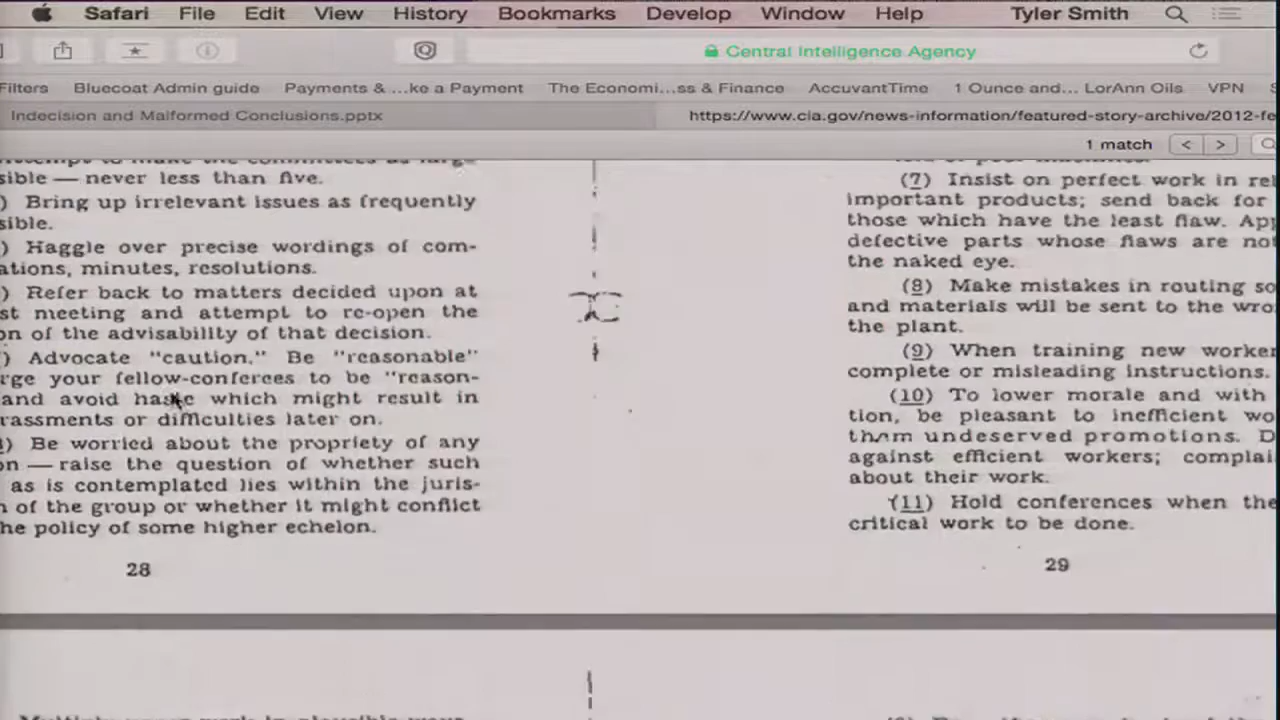 Safari File Edit View History Bookmarks Develop Window Help Tyler Smith
Central Intelligence Agency
Filters Bluecoat Admin guide Payments & ...ke a Payment The Economi...ss & Finance AccuvantTime 1 Ounce and... LorAnn Oils VPN
Indecision and Malformed Conclusions.pptx https://www.cia.gov/news-information/featured-story-archive/2012-fe
1 match
sible — never less than five.
) Bring up irrelevant issues as frequently
sible.
) Haggle over precise wordings of com-
ations, minutes, resolutions.
) Refer back to matters decided upon at
st meeting and attempt to re-open the
on of the advisability of that decision.
) Advocate "caution." Be "reasonable"
rge your fellow-conferees to be "reason-
and avoid haste which might result in
rassments or difficulties later on.
) Be worried about the propriety of any
on — raise the question of whether such
as is contemplated lies within the juris-
n of the group or whether it might conflict
he policy of some higher echelon.
28
(7) Insist on perfect work in rel
important products; send back for
those which have the least flaw. App
defective parts whose flaws are no
the naked eye.
(8) Make mistakes in routing so
and materials will be sent to the wro
the plant.
(9) When training new worker
complete or misleading instructions.
(10) To lower morale and with
tion, be pleasant to inefficient wo
them undeserved promotions. D
against efficient workers; complai
about their work.
(11) Hold conferences when the
critical work to be done.
29